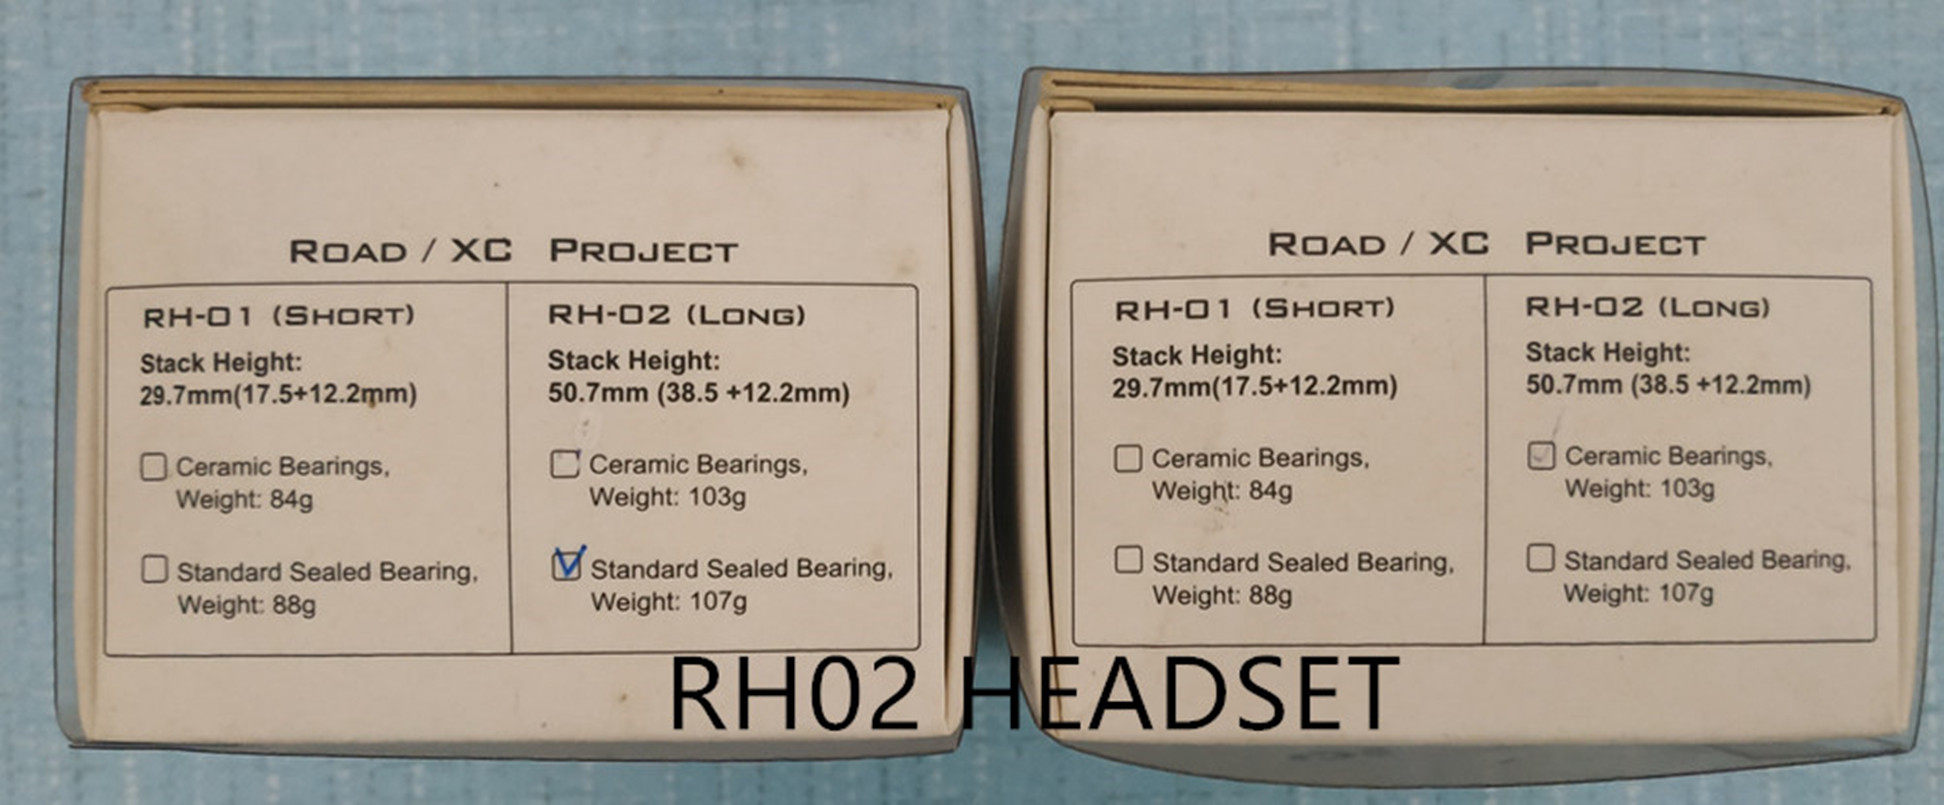 ROAD / XC PROJECT
RH-01 (SHORT)
Stack Height:
29.7mm(17.5+12.2mm)
Ceramic Bearings,
Weight: 84g
Standard Sealed Bearing,
Weight: 88g
RH-02 (LONG)
Stack Height:
50.7mm (38.5 +12.2mm)
Ceramic Bearings,
Weight: 103g
Standard Sealed Bearing,
Weight: 107g
ROAD / XC PROJECT
RH-01 (SHORT)
Stack Height:
29.7mm(17.5+12.2mm)
Ceramic Bearings,
Weight: 84g
Standard Sealed Bearing,
Weight: 88g
RH-02 (LONG)
Stack Height:
50.7mm (38.5 +12.2mm)
Ceramic Bearings,
Weight: 103g
Standard Sealed Bearing,
Weight: 107g
RH02 HEADSET